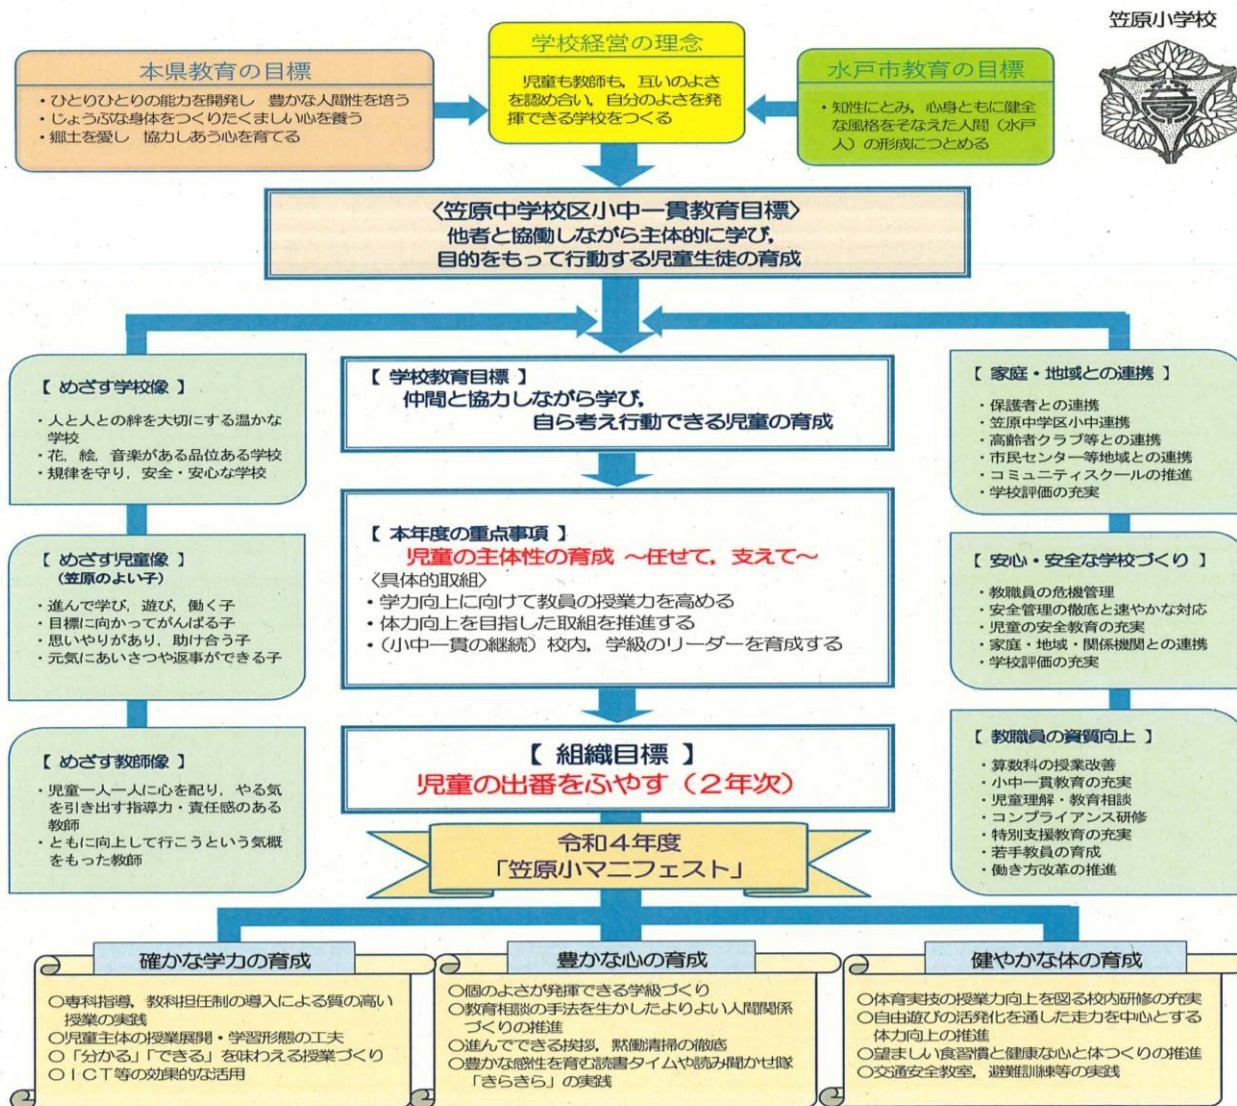 笠原小学校
本県教育の目標
・ひとりひとりの能力を開発し 豊かな人間性を培う
・じょうぶな身体をつくりたくましい心を養う
・郷土を愛し 協力しあう心を育てる
学校経営の理念
児童も教師も，互いのよさ
を認め合い，自分のよさを発
揮できる学校をつくる
水戸市教育の目標
・知性にとみ，心身ともに健全
な風格をそなえた人間（水戸
人）の形成につとめる
〈笠原中学校区小中一貫教育目標〉
他者と協働しながら主体的に学び，
目的をもって行動する児童生徒の育成
【 めざす学校像 】
・人と人との絆を大切にする温かな
学校
・花，絵，音楽がある品位ある学校
・規律を守り，安全・安心な学校
【 めざす児童像 】
（笠原のよい子）
・進んで学び，遊び，働く子
・目標に向かってがんばる子
・思いやりがあり，助け合う子
・元気にあいさつや返事ができる子
【 めざす教師像 】
・児童一人一人に心を配り，やる気
を引き出す指導力・責任感のある
教師
・ともに向上して行こうという気概
をもった教師
【 学校教育目標 】
仲間と協力しながら学び，
自ら考え行動できる児童の育成
【 本年度の重点事項 】
児童の主体性の育成 ～任せて，支えて～
〈具体的取組〉
・学力向上に向けて教員の授業力を高める
・体力向上を目指した取組を推進する
・（小中一貫の継続）校内，学級のリーダーを育成する
【 組織目標 】
児童の出番をふやす（２年次）
令和４年度
「笠原小マニフェスト」
【 家庭・地域との連携 】
・保護者との連携
・笠原中学区小中連携
・高齢者クラブ等との連携
・市民センター等地域との連携
・コミュニティスクールの推進
・学校評価の充実
【 安心・安全な学校づくり 】
・教職員の危機管理
・安全管理の徹底と速やかな対応
・児童の安全教育の充実
・家庭・地域・関係機関との連携
・学校評価の充実
【 教職員の資質向上 】
・算数科の授業改善
・小中一貫教育の充実
・児童理解・教育相談
・コンプライアンス研修
・特別支援教育の充実
・若手教員の育成
・働き方改革の推進
確かな学力の育成
○専科指導，教科担任制の導入による質の高い
授業の実践
○児童主体の授業展開・学習形態の工夫
○「分かる」「できる」を味わえる授業づくり
○ＩＣＴ等の効果的な活用
豊かな心の育成
○個のよさが発揮できる学級づくり
○教育相談の手法を生かしたよりよい人間関係
づくりの推進
○進んでできる挨拶，黙働清掃の徹底
○豊かな感性を育む読書タイムや読み聞かせ隊
「きらきら」の実践
健やかな体の育成
○体育実技の授業力向上を図る校内研修の充実
○自由遊びの活発化を通した走力を中心とする
体力向上の推進
○望ましい食習慣と健康な心と体つくりの推進
○交通安全教室，避難訓練等の実践